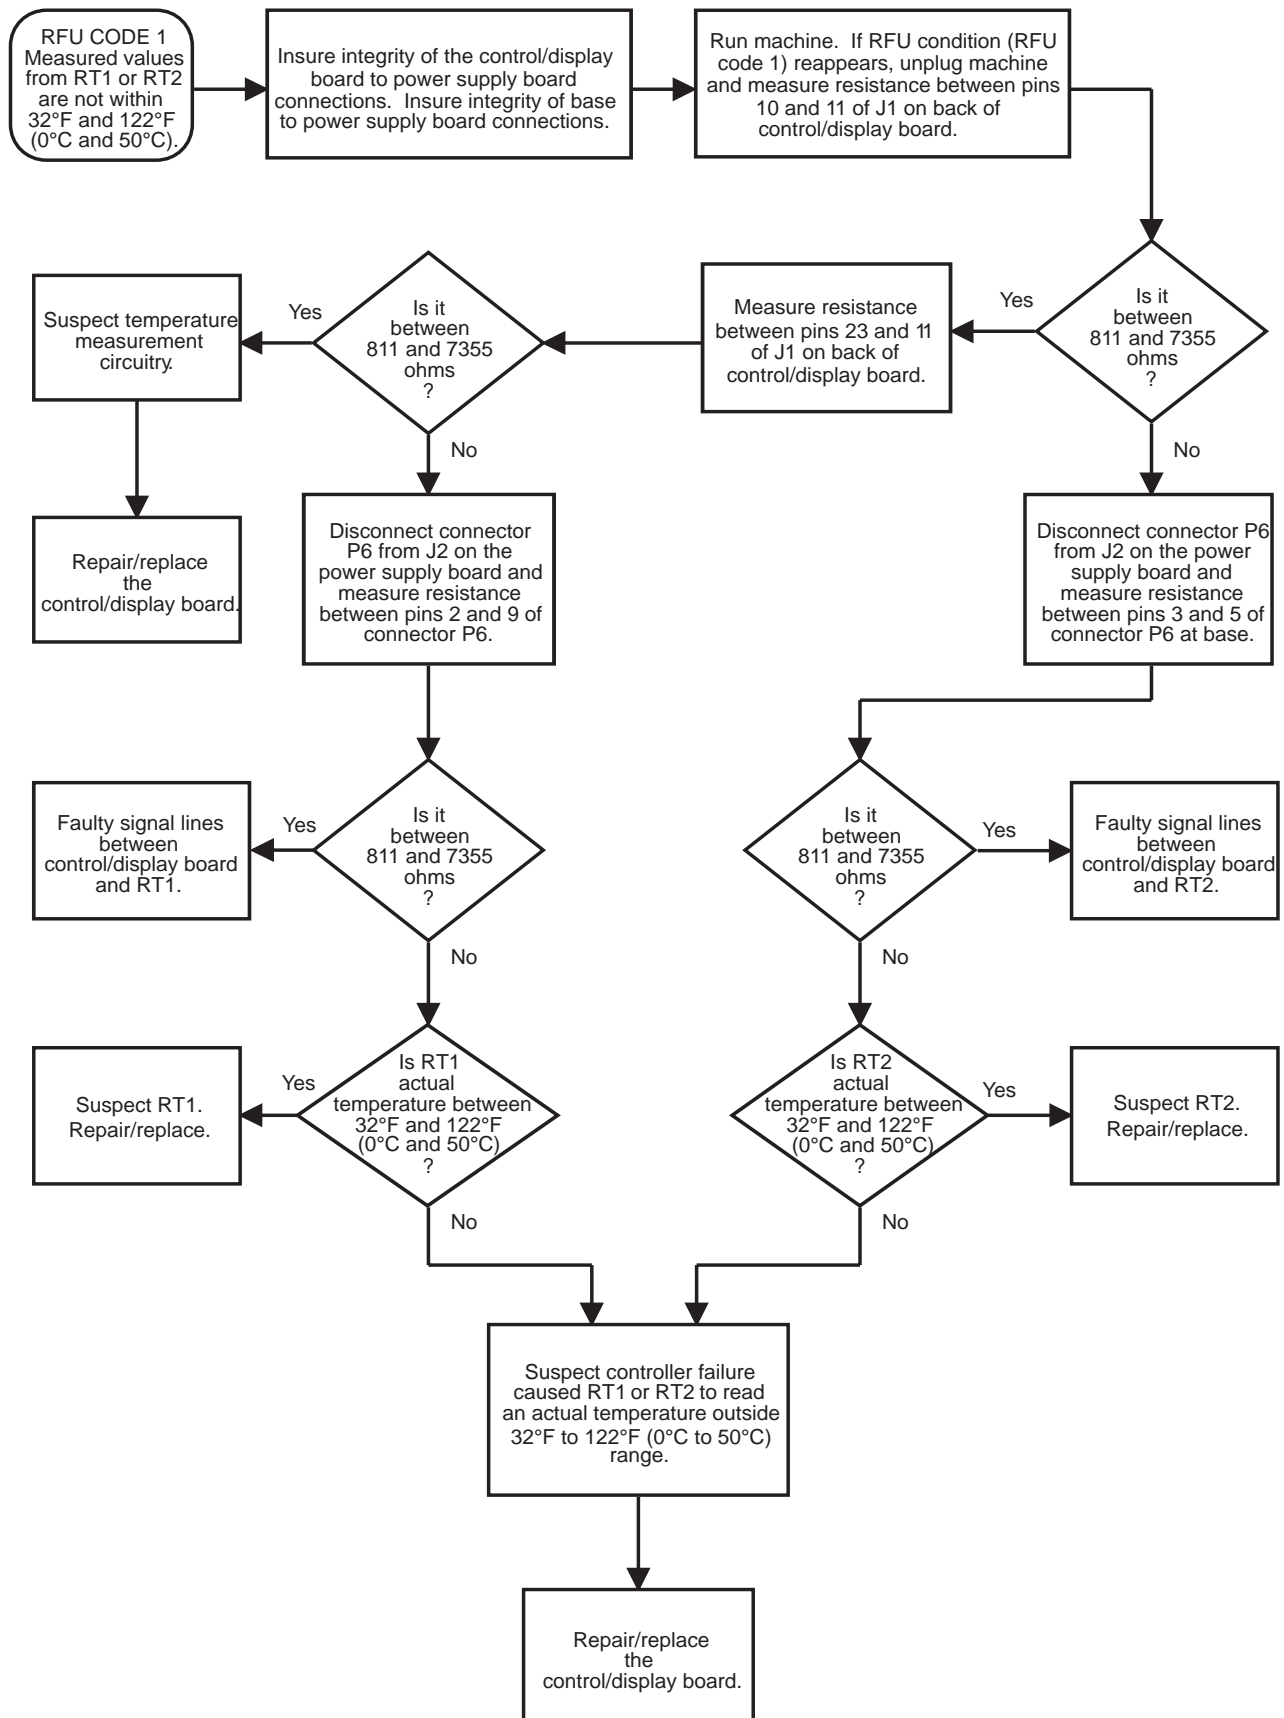 RFU CODE 1
Measured values
from RT1 or RT2
are not within
32°F and 122°F
(0°C and 50°C).
Insure integrity of the control/display
board to power supply board
connections. Insure integrity of base
to power supply board connections.
Run machine. If RFU condition (RFU
code 1) reappears, unplug machine
and measure resistance between pins
10 and 11 of J1 on back of
control/display board.
Is it
between
811 and 7355
ohms
?
Yes
No
Measure resistance
between pins 23 and 11
of J1 on back of
control/display board.
Is it
between
811 and 7355
ohms
?
Yes
No
Suspect temperature
measurement
circuitry.
Repair/replace
the
control/display board.
Disconnect connector
P6 from J2 on the
power supply board and
measure resistance
between pins 2 and 9 of
connector P6.
Disconnect connector P6
from J2 on the power
supply board and
measure resistance
between pins 3 and 5 of
connector P6 at base.
Faulty signal lines
between
control/display board
and RT1.
Yes
Is it
between
811 and 7355
ohms
?
No
Is it
between
811 and 7355
ohms
?
Yes
No
Faulty signal lines
between
control/display board
and RT2.
Suspect RT1.
Repair/replace.
Yes
Is RT1
actual
temperature between
32°F and 122°F
(0°C and 50°C)
?
No
Is RT2
actual
temperature between
32°F and 122°F
(0°C and 50°C)
?
Yes
No
Suspect RT2.
Repair/replace.
Suspect controller failure
caused RT1 or RT2 to read
an actual temperature outside
32°F to 122°F (0°C to 50°C)
range.
Repair/replace
the
control/display board.